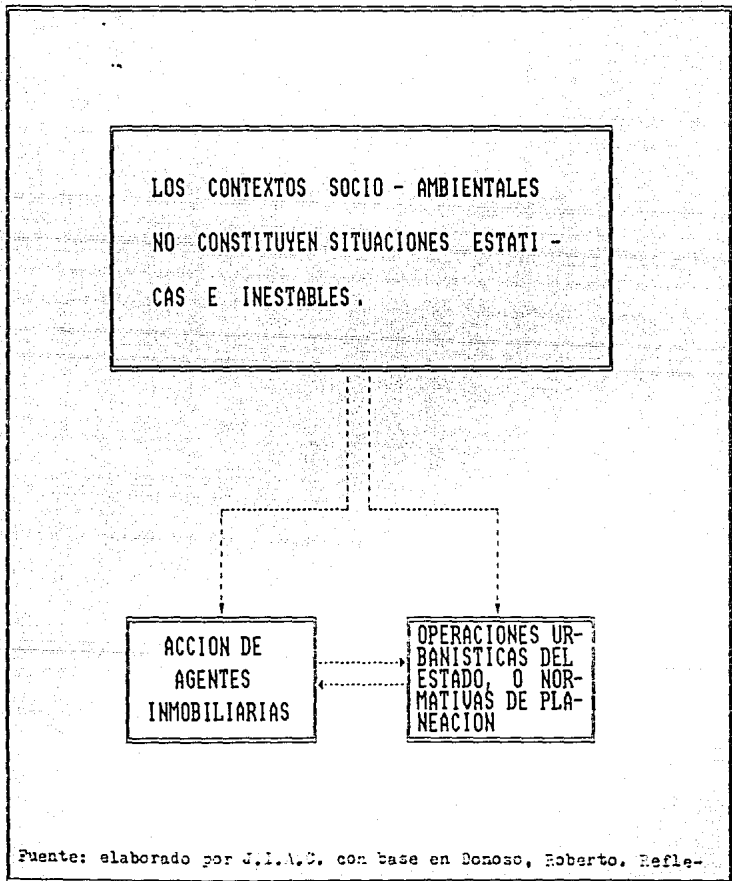 LOS CONTEXTOS SOCIO - AMBIENTALES
NO CONSTITUYEN SITUACIONES ESTATI -
CAS E INESTABLES.
ACCION DE
AGENTES
INMOBILIARIAS
OPERACIONES UR-
BANISTICAS DEL
ESTADO, O NOR-
MATIVAS DE PLA-
NEACION
Fuente: elaborado por J.I.A.C. con base en Donoso, Roberto. Refle-